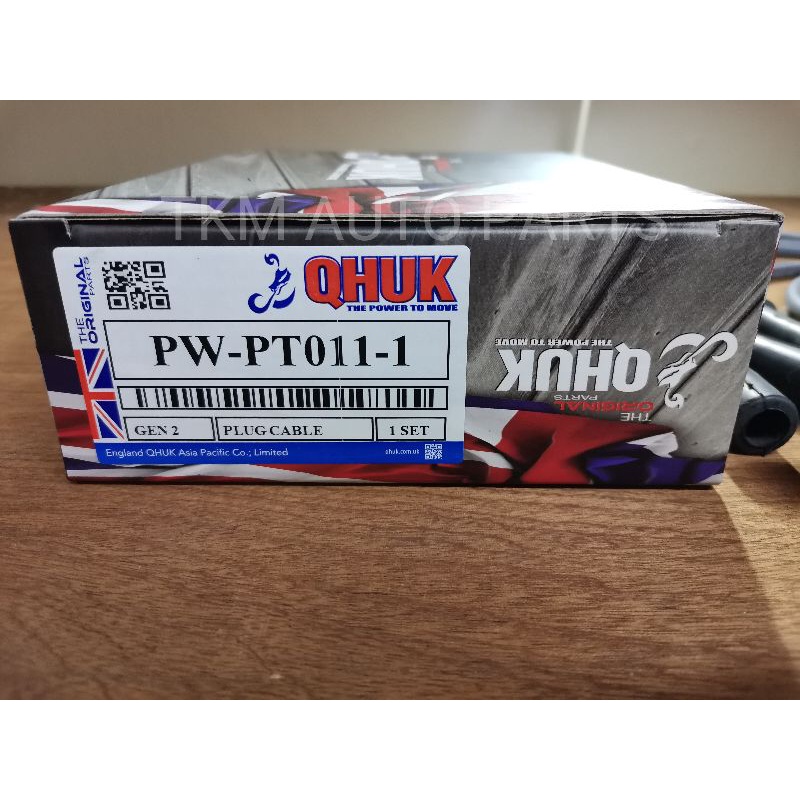 TKM AUTO PARTS
THE
ORIGINAL
PARTS
QHUK
THE POWER TO MOVE
PW-PT011-1
GEN 2
PLUG CABLE
1 SET
England QHUK Asia Pacific Co.; Limited
qhuk.com.uk
QHUK
THE POWER TO MOVE
THE
ORIGINAL
PARTS